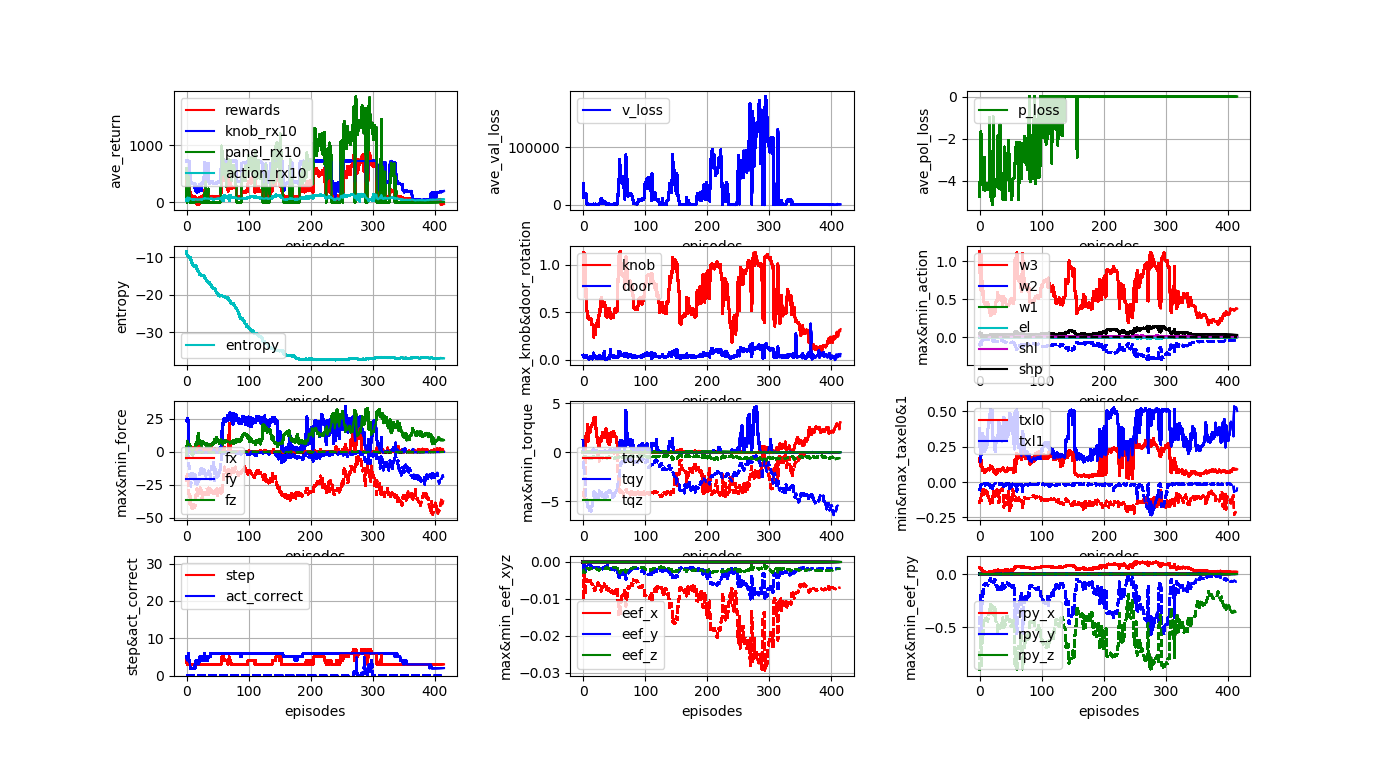 ave_return
1000
0
rewards
knob_rx10
panel_rx10
action_rx10
0 100 200 300 400
episodes
ave_val_loss
100000
0
v_loss
0 100 200 300 400
ave_pol_loss
0
−2
−4
p_loss
0 100 200 300 400
episodes
entropy
−10
−20
−30
entropy
0 100 200 300 400
max_knob&door_rotation
1.0
0.5
0.0
knob
door
0 100 200 300 400
max&min_action
1.0
0.5
0.0
w3
w2
w1
el
shl
shp
0 100 200 300 400
max&min_force
25
0
−25
−50
fx
fy
fz
0 100 200 300 400
episodes
max&min_torque
5
0
−5
tqx
tqy
tqz
0 100 200 300 400
episodes
min&max_taxel0&1
0.50
0.25
0.00
−0.25
txl0
txl1
0 100 200 300 400
episodes
step&act_correct
30
20
10
0
step
act_correct
0 100 200 300 400
episodes
max&min_eef_xyz
0.00
−0.01
−0.02
−0.03
eef_x
eef_y
eef_z
0 100 200 300 400
episodes
max&min_eef_rpy
0.0
−0.5
rpy_x
rpy_y
rpy_z
0 100 200 300 400
episodes